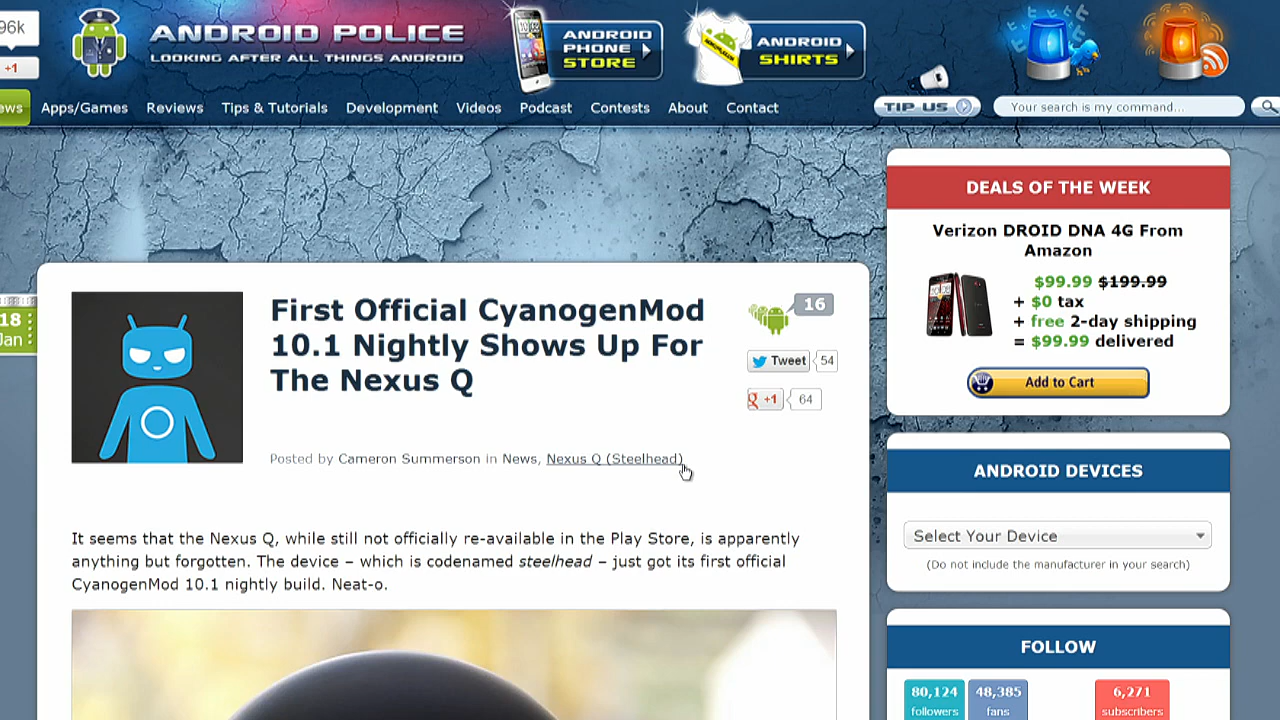 96k
+1
ANDROID POLICE
LOOKING AFTER ALL THINGS ANDROID
ANDROID
PHONE
STORE
ANDROID
SHIRTS
ews
Apps/Games
Reviews
Tips & Tutorials
Development
Videos
Podcast
Contests
About
Contact
TIP US
Your search is my command...
18
Jan
First Official CyanogenMod
10.1 Nightly Shows Up For
The Nexus Q
16
Tweet 54
g +1 64
Posted by Cameron Summerson in News, Nexus Q (Steelhead)
It seems that the Nexus Q, while still not officially re-available in the Play Store, is apparently
anything but forgotten. The device – which is codenamed steelhead – just got its first official
CyanogenMod 10.1 nightly build. Neat-o.
DEALS OF THE WEEK
Verizon DROID DNA 4G From
Amazon
$99.99 $199.99
+ $0 tax
+ free 2-day shipping
= $99.99 delivered
Add to Cart
ANDROID DEVICES
Select Your Device
(Do not include the manufacturer in your search)
FOLLOW
80,124
followers
48,385
fans
6,271
subscribers